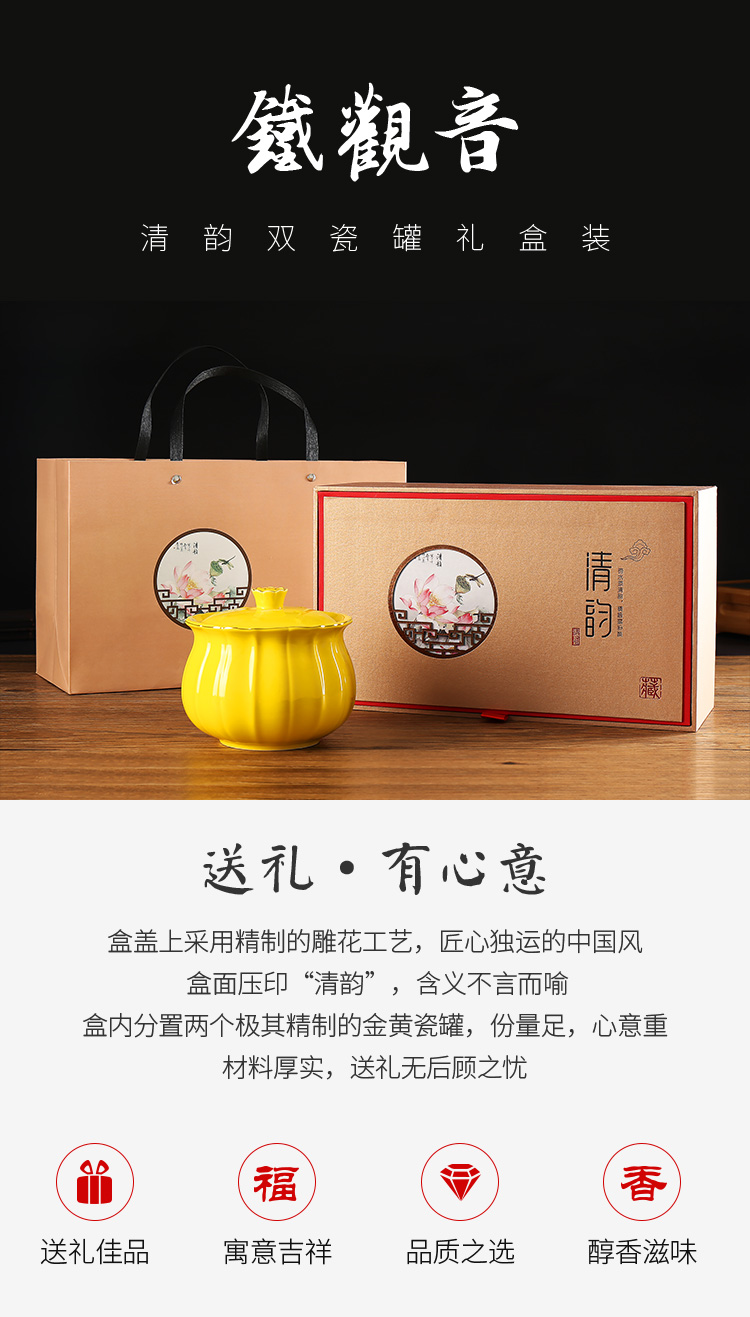 鐵觀音
清韵双瓷罐礼盒装
清韵
藏
送礼·有心意
盒盖上采用精制的雕花工艺，匠心独运的中国风
盒面压印“清韵”，含义不言而喻
盒内分置两个极其精制的金黄瓷罐，份量足，心意重
材料厚实，送礼无后顾之忧
福
香
送礼佳品
寓意吉祥
品质之选
醇香滋味